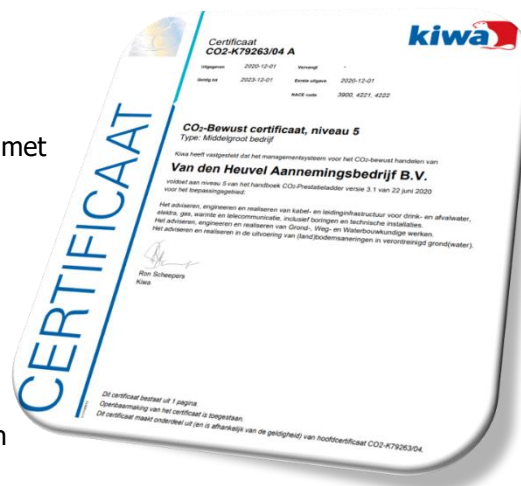 kiwa
Certificaat
CO2-K79263/04 A
Uitgegeven 2020-12-01 Vervangt -
Geldig tot 2023-12-01 Eerste uitgave 2020-12-01
NACE code 3900, 4221, 4222
met
CERTIFICAAT
CO₂-Bewust certificaat, niveau 5
Type: Middelgroot bedrijf
Kiwa heeft vastgesteld dat het managementsysteem voor het CO₂-bewust handelen van
Van den Heuvel Aannemingsbedrijf B.V.
voldoet aan niveau 5 van het handboek CO₂-Prestatieladder versie 3.1 van 22 juni 2020
voor het toepassingsgebied:
Het adviseren, engineeren en realiseren van kabel- en leidinginfrastructuur voor drink- en afvalwater,
elektra, gas, warmte en telecommunicatie, inclusief boringen en technische installaties.
Het adviseren, engineeren en realiseren van Grond-, Weg- en Waterbouwkundige werken.
Het adviseren en realiseren in de uitvoering van (land)bodemsaneringen in verontreinigd grond(water).
Ron Scheepers
Kiwa
Dit certificaat bestaat uit 1 pagina.
Openbaarmaking van het certificaat is toegestaan.
Dit certificaat maakt onderdeel uit (en is afhankelijk van de geldigheid) van hoofdcertificaat CO2-K79263/04.
n